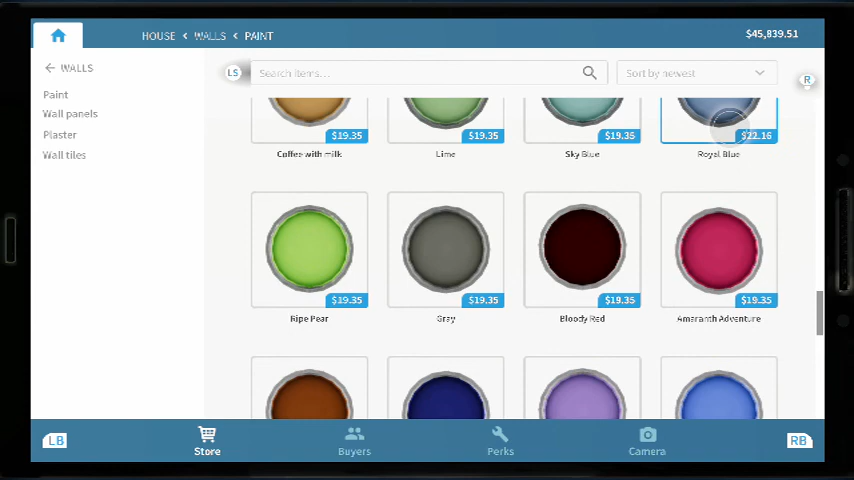 HOUSE < WALLS < PAINT
$45,839.51
WALLS
LS
Search items...
Sort by newest
R
Paint
Wall panels
Plaster
Wall tiles
$19.35
$19.35
$19.35
$22.16
Coffee with milk
Lime
Sky Blue
Royal Blue
$19.35
$19.35
$19.35
$19.35
Ripe Pear
Gray
Bloody Red
Amaranth Adventure
LB
Store
Buyers
Perks
Camera
RB